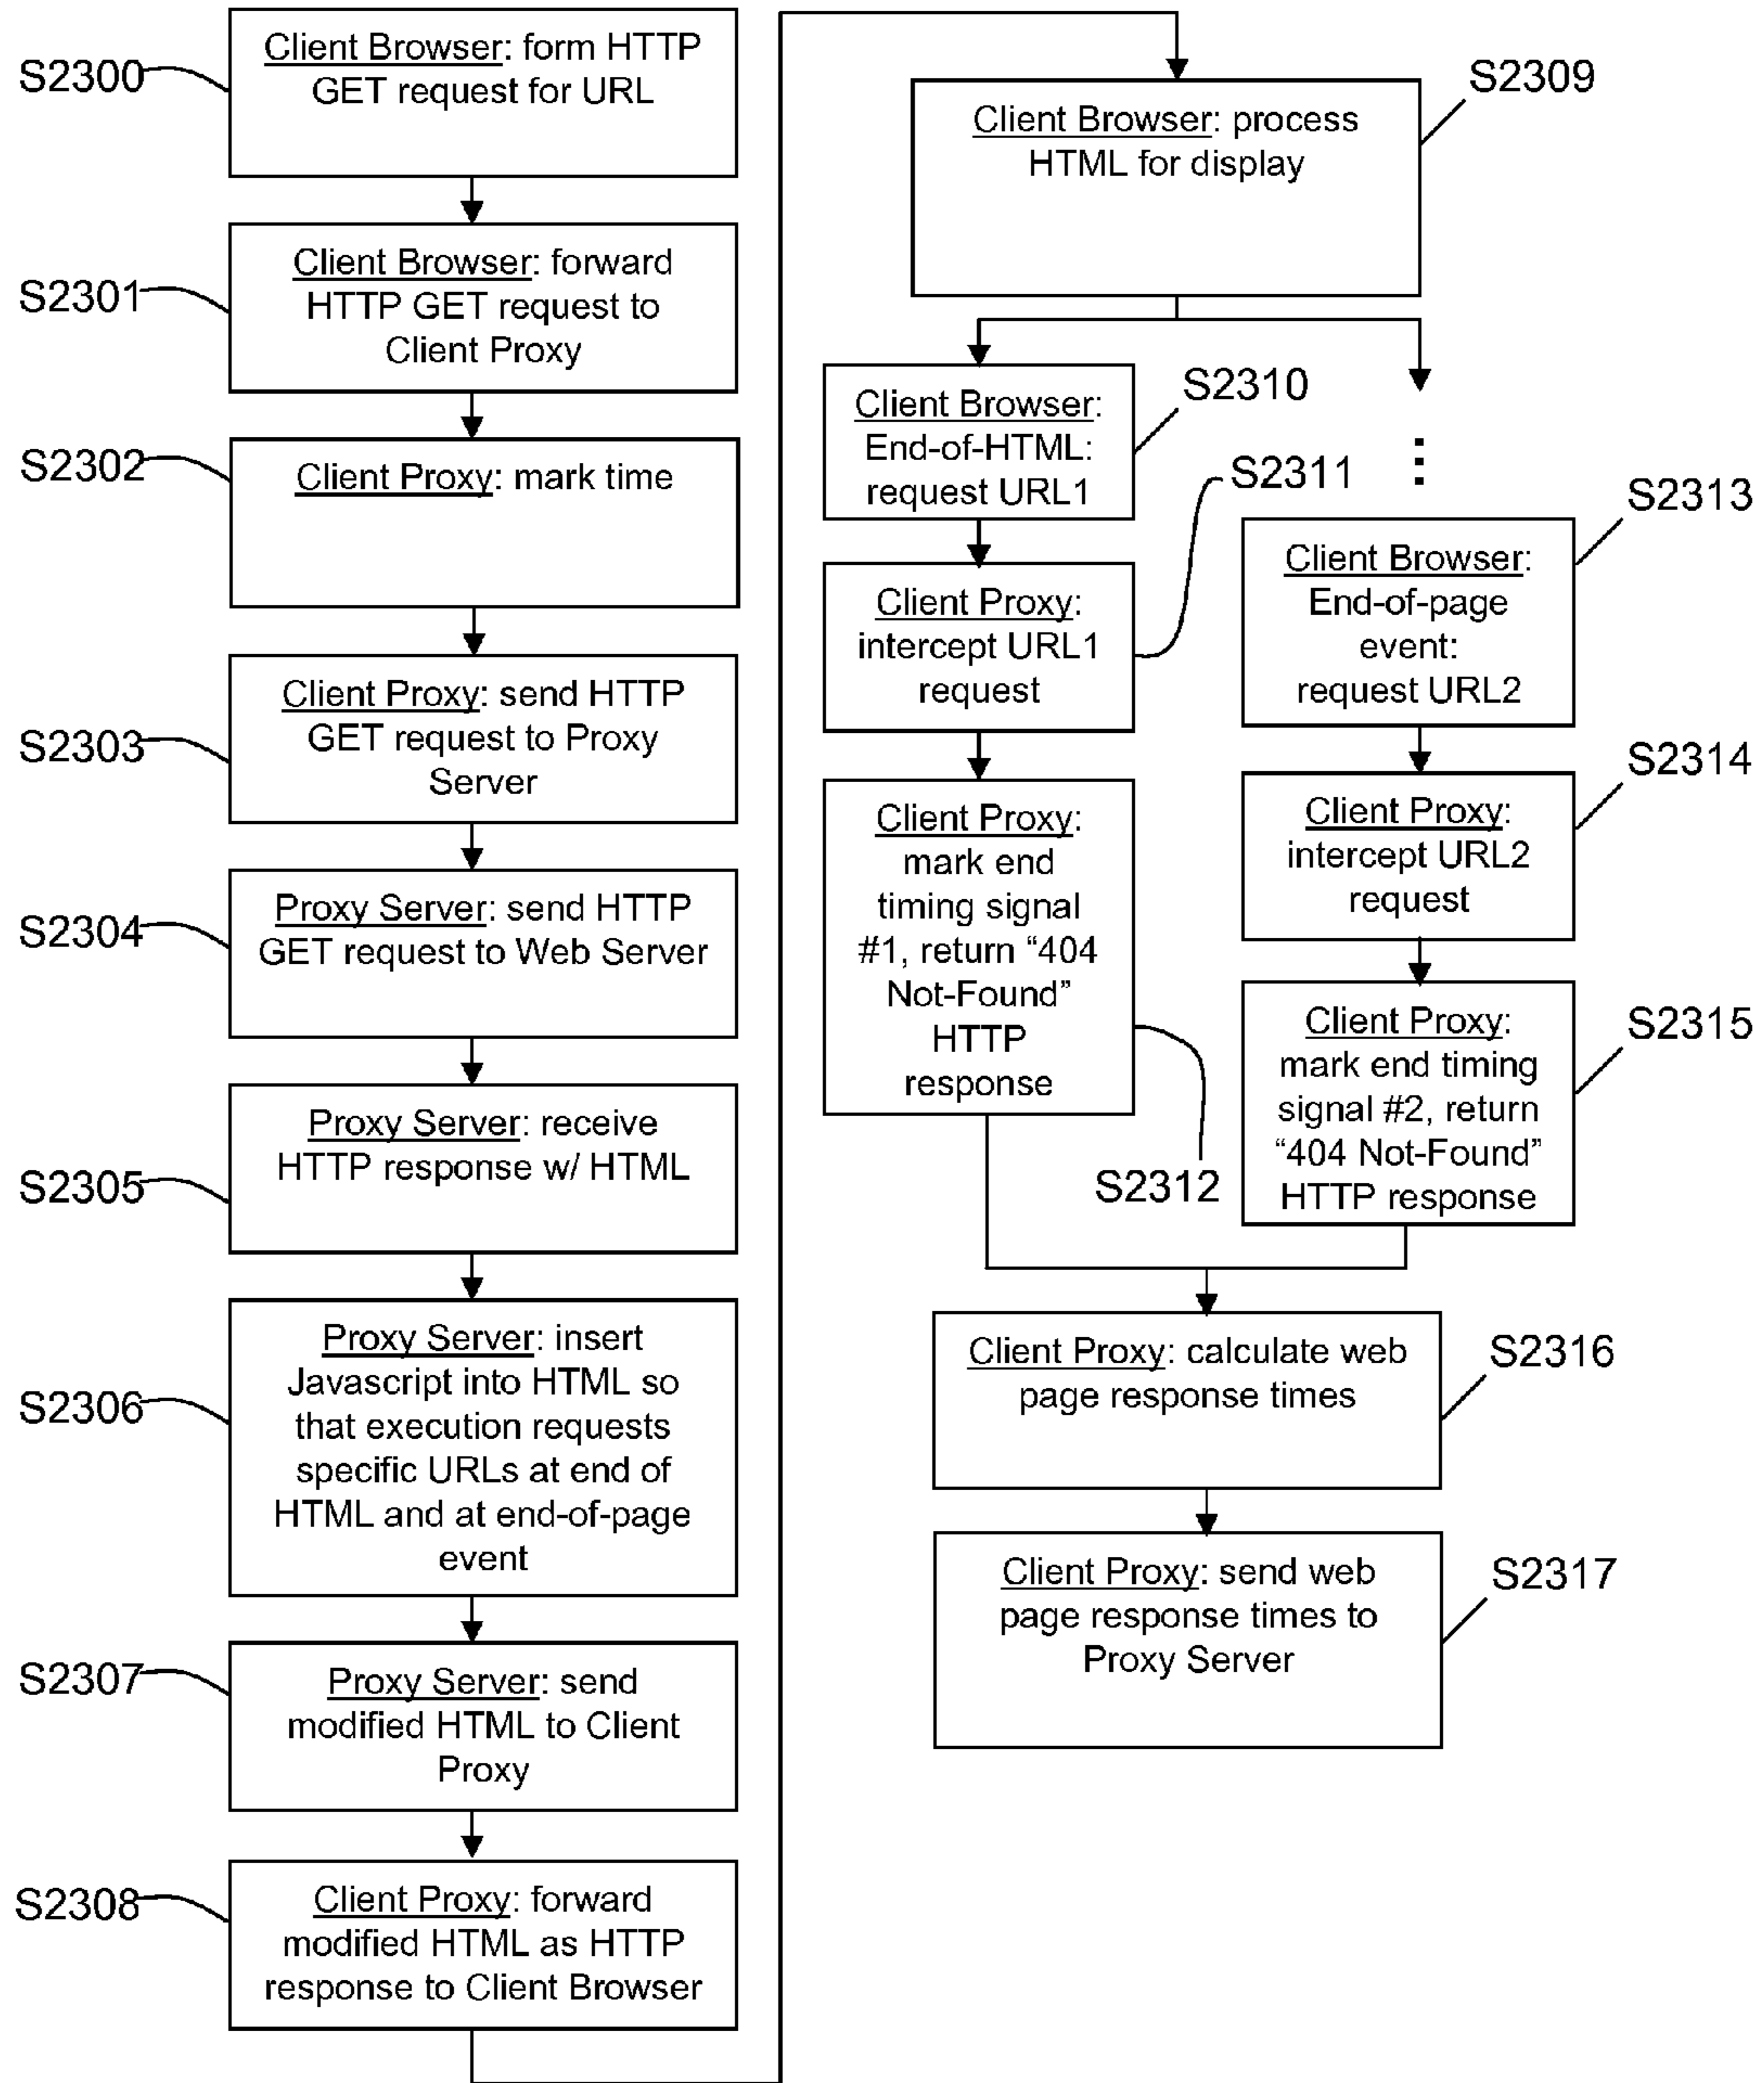 S2300
Client Browser: form HTTP
GET request for URL
S2301
Client Browser: forward
HTTP GET request to
Client Proxy
S2302
Client Proxy: mark time
S2303
Client Proxy: send HTTP
GET request to Proxy
Server
S2304
Proxy Server: send HTTP
GET request to Web Server
S2305
Proxy Server: receive
HTTP response w/ HTML
S2306
Proxy Server: insert
Javascript into HTML so
that execution requests
specific URLs at end of
HTML and at end-of-page
event
S2307
Proxy Server: send
modified HTML to Client
Proxy
S2308
Client Proxy: forward
modified HTML as HTTP
response to Client Browser
S2309
Client Browser: process
HTML for display
S2310
Client Browser:
End-of-HTML:
request URL1
S2311
Client Proxy:
intercept URL1
request
S2312
Client Proxy:
mark end
timing signal
#1, return “404
Not-Found”
HTTP
response
S2313
Client Browser:
End-of-page
event:
request URL2
S2314
Client Proxy:
intercept URL2
request
S2315
Client Proxy:
mark end timing
signal #2, return
“404 Not-Found”
HTTP response
S2316
Client Proxy: calculate web
page response times
S2317
Client Proxy: send web
page response times to
Proxy Server